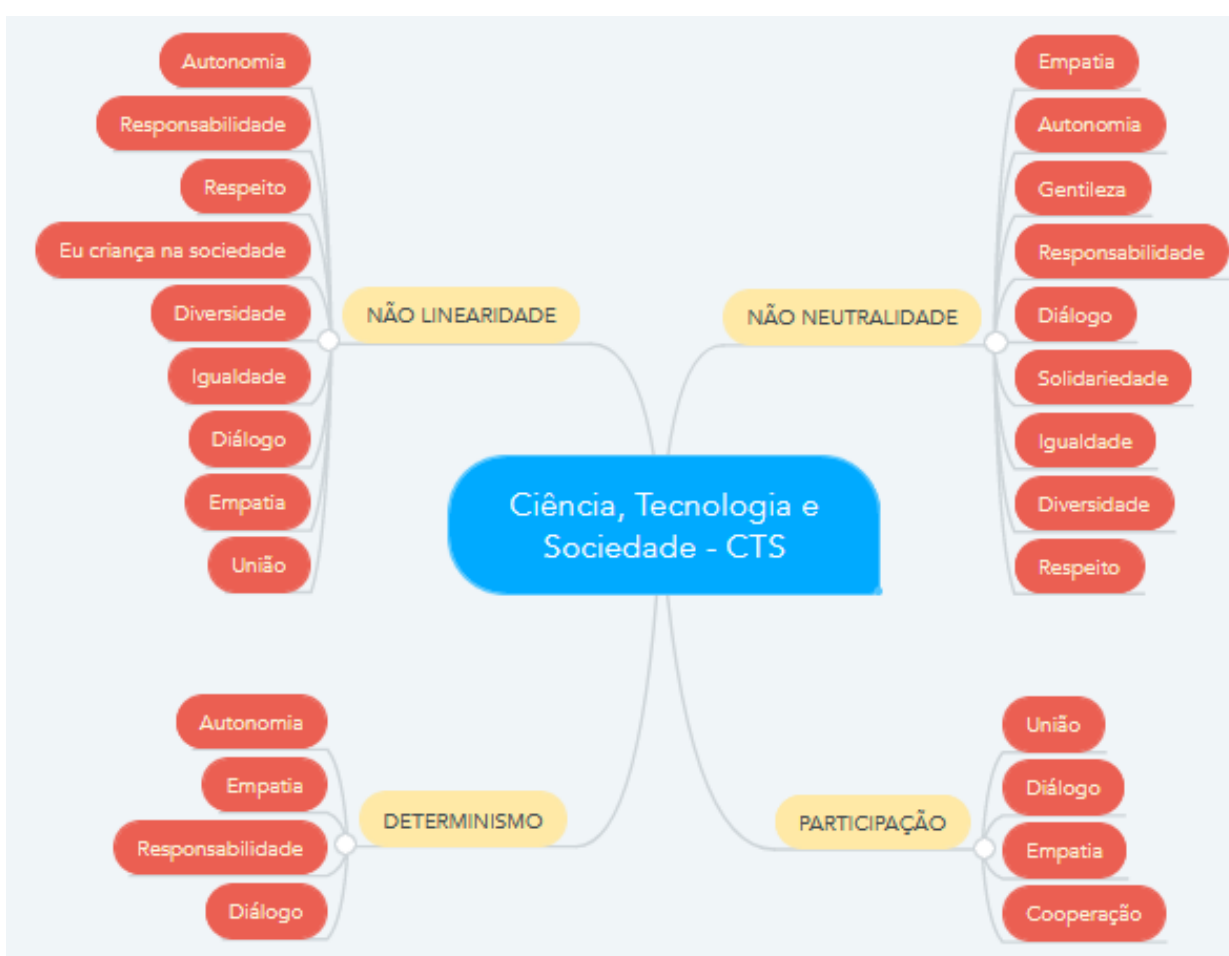 Autonomia
Responsabilidade
Respeito
Eu criança na sociedade
Diversidade
Igualdade
Diálogo
Empatia
União
NÃO LINEARIDADE
Empatia
Autonomia
Gentileza
Responsabilidade
Diálogo
Solidariedade
Igualdade
Diversidade
Respeito
NÃO NEUTRALIDADE
Ciência, Tecnologia e
Sociedade - CTS
Autonomia
Empatia
Responsabilidade
Diálogo
DETERMINISMO
União
Diálogo
Empatia
Cooperação
PARTICIPAÇÃO